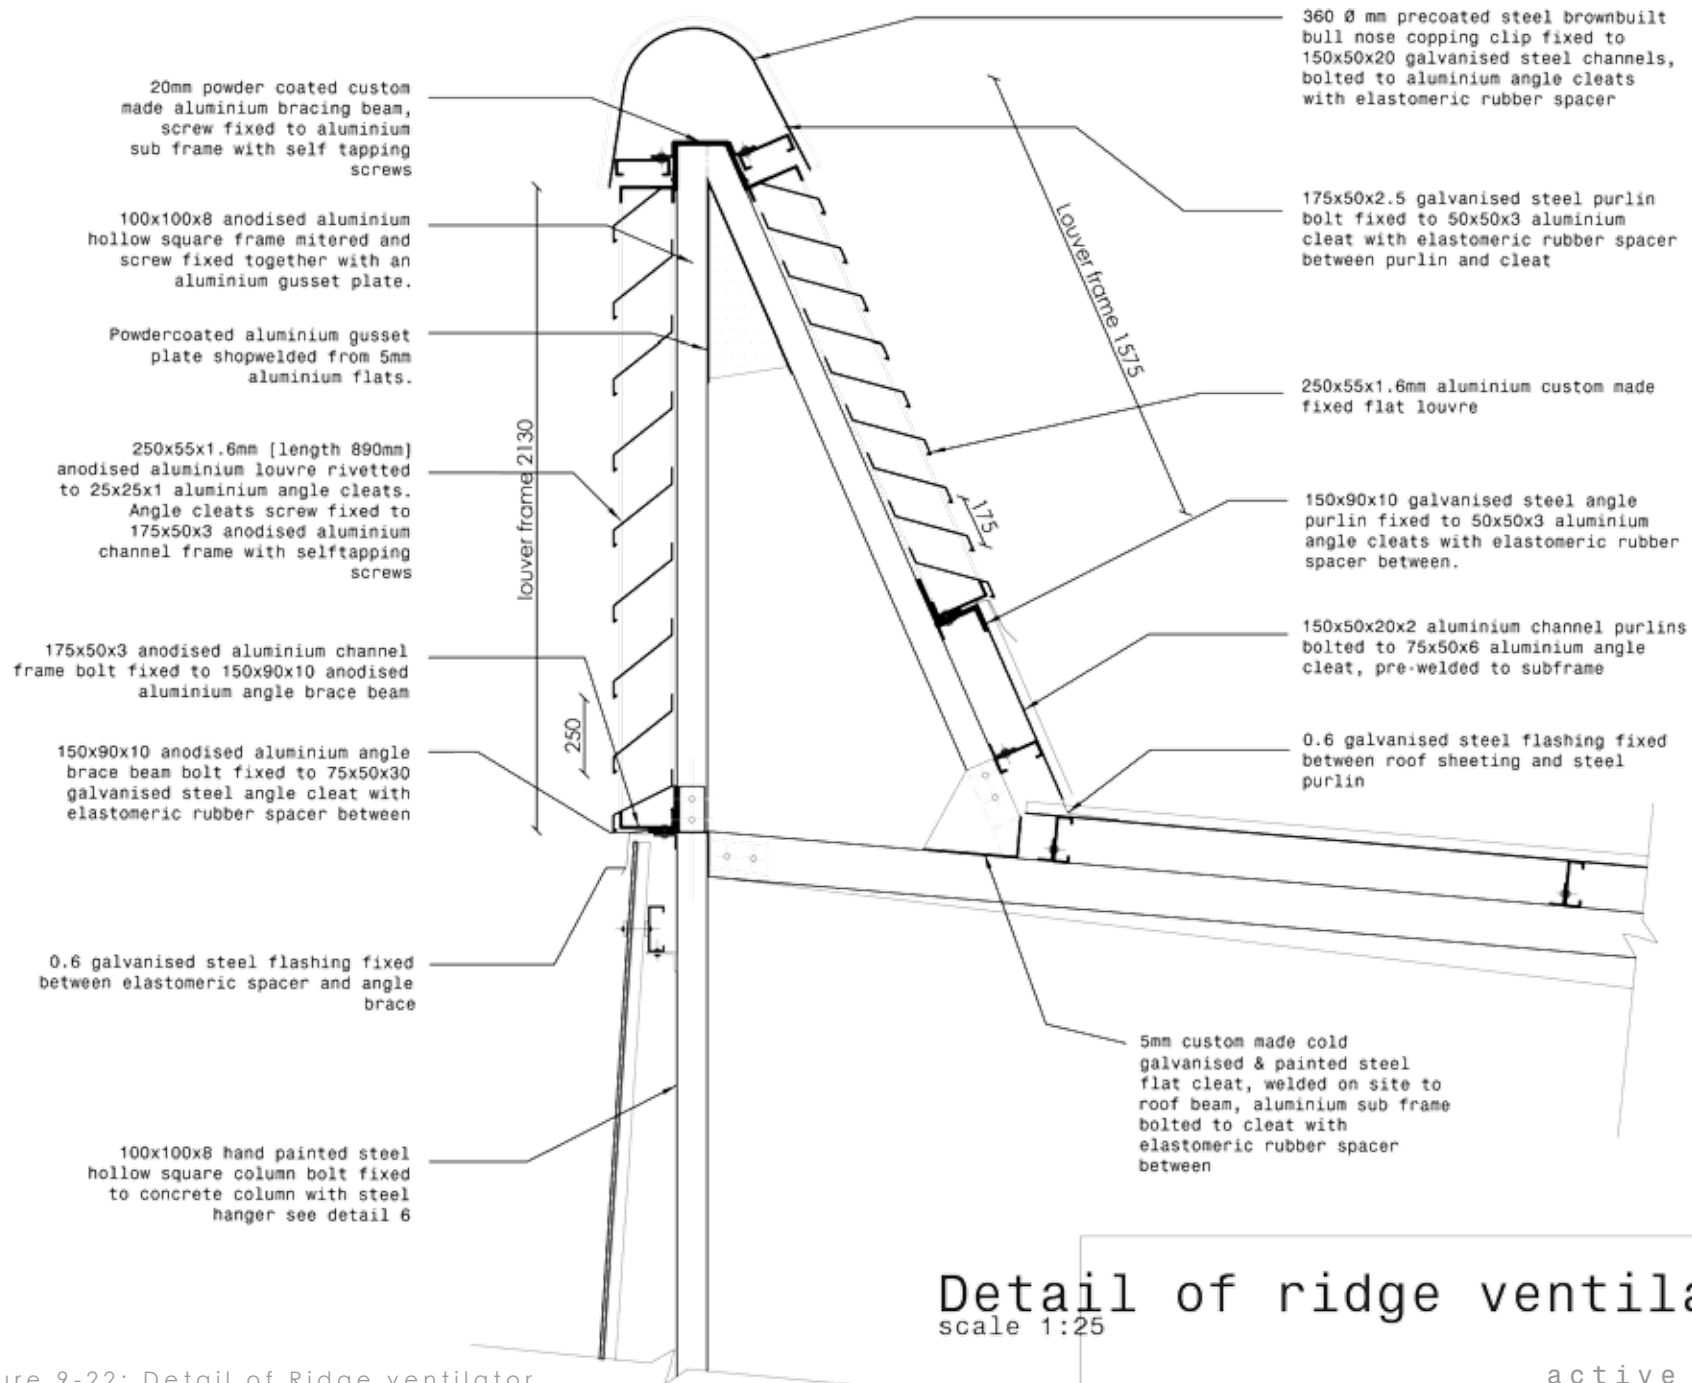 20mm powder coated custom
made aluminium bracing beam,
screw fixed to aluminium
sub frame with self tapping
screws
100x100x8 anodised aluminium
hollow square frame mitered and
screw fixed together with an
aluminium gusset plate.
Powdercoated aluminium gusset
plate shopwelded from 5mm
aluminium flats.
250x55x1.6mm [length 890mm]
anodised aluminium louvre rivetted
to 25x25x1 aluminium angle cleats.
Angle cleats screw fixed to
175x50x3 anodised aluminium
channel frame with selftapping
screws
175x50x3 anodised aluminium channel
frame bolt fixed to 150x90x10 anodised
aluminium angle brace beam
150x90x10 anodised aluminium angle
brace beam bolt fixed to 75x50x30
galvanised steel angle cleat with
elastomeric rubber spacer between
0.6 galvanised steel flashing fixed
between elastomeric spacer and angle
brace
100x100x8 hand painted steel
hollow square column bolt fixed
to concrete column with steel
hanger see detail 6
louver frame 2130
250
Louver frame 1575
175
360 Ø mm precoated steel brownbuilt
bull nose copping clip fixed to
150x50x20 galvanised steel channels,
bolted to aluminium angle cleats
with elastomeric rubber spacer
175x50x2.5 galvanised steel purlin
bolt fixed to 50x50x3 aluminium
cleat with elastomeric rubber spacer
between purlin and cleat
250x55x1.6mm aluminium custom made
fixed flat louvre
150x90x10 galvanised steel angle
purlin fixed to 50x50x3 aluminium
angle cleats with elastomeric rubber
spacer between.
150x50x20x2 aluminium channel purlins
bolted to 75x50x6 aluminium angle
cleat, pre-welded to subframe
0.6 galvanised steel flashing fixed
between roof sheeting and steel
purlin
5mm custom made cold
galvanised & painted steel
flat cleat, welded on site to
roof beam, aluminium sub frame
bolted to cleat with
elastomeric rubber spacer
between
Detail of ridge ventila
scale 1:25
ure 9-22: Detail of Ridge ventilator
active